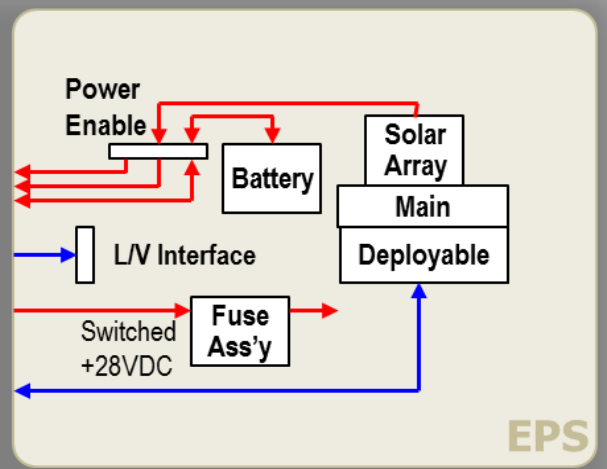 Power
Enable
Solar
Array
Battery
Main
L/V Interface
Deployable
Switched
+28VDC
Fuse
Ass'y
EPS